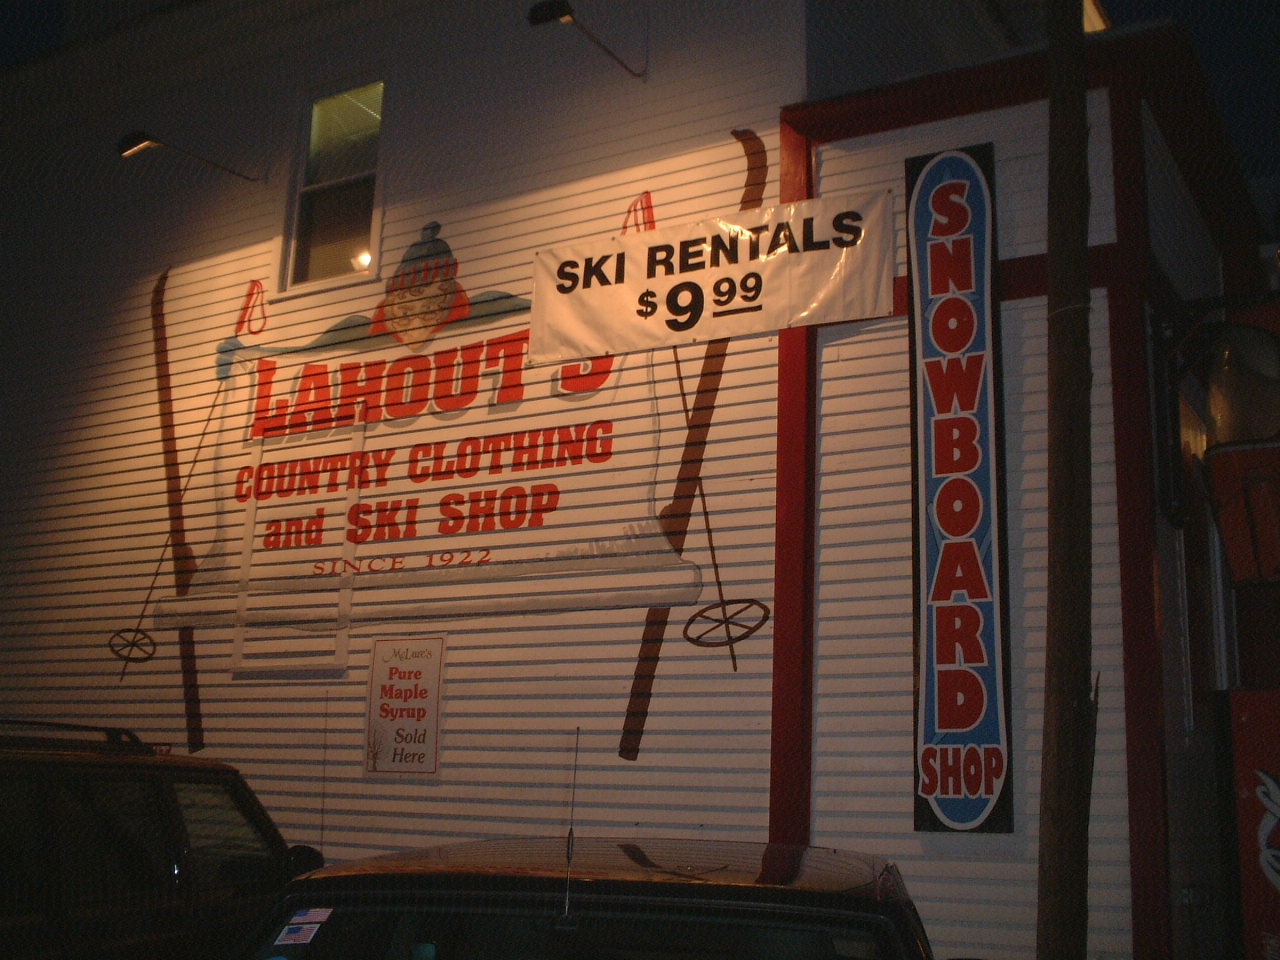 SKI RENTALS
$9.99
LAHOUT'S
COUNTRY CLOTHING
and SKI SHOP
SINCE 1922
McLure's
Pure
Maple
Syrup
Sold
Here
SNOWBOARD
SHOP